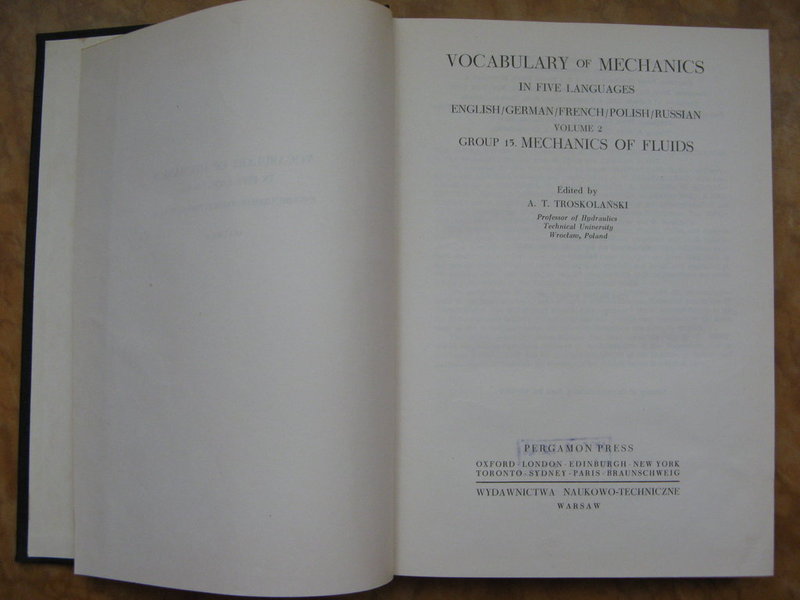 VOCABULARY OF MECHANICS
IN FIVE LANGUAGES
ENGLISH/GERMAN/FRENCH/POLISH/RUSSIAN
VOLUME 2
GROUP 15. MECHANICS OF FLUIDS
Edited by
A. T. TROSKOLAŃSKI
Professor of Hydraulics
Technical University
Wrocław, Poland
PERGAMON PRESS
OXFORD · LONDON · EDINBURGH · NEW YORK
TORONTO · SYDNEY · PARIS · BRAUNSCHWEIG
WYDAWNICTWA NAUKOWO-TECHNICZNE
WARSAW